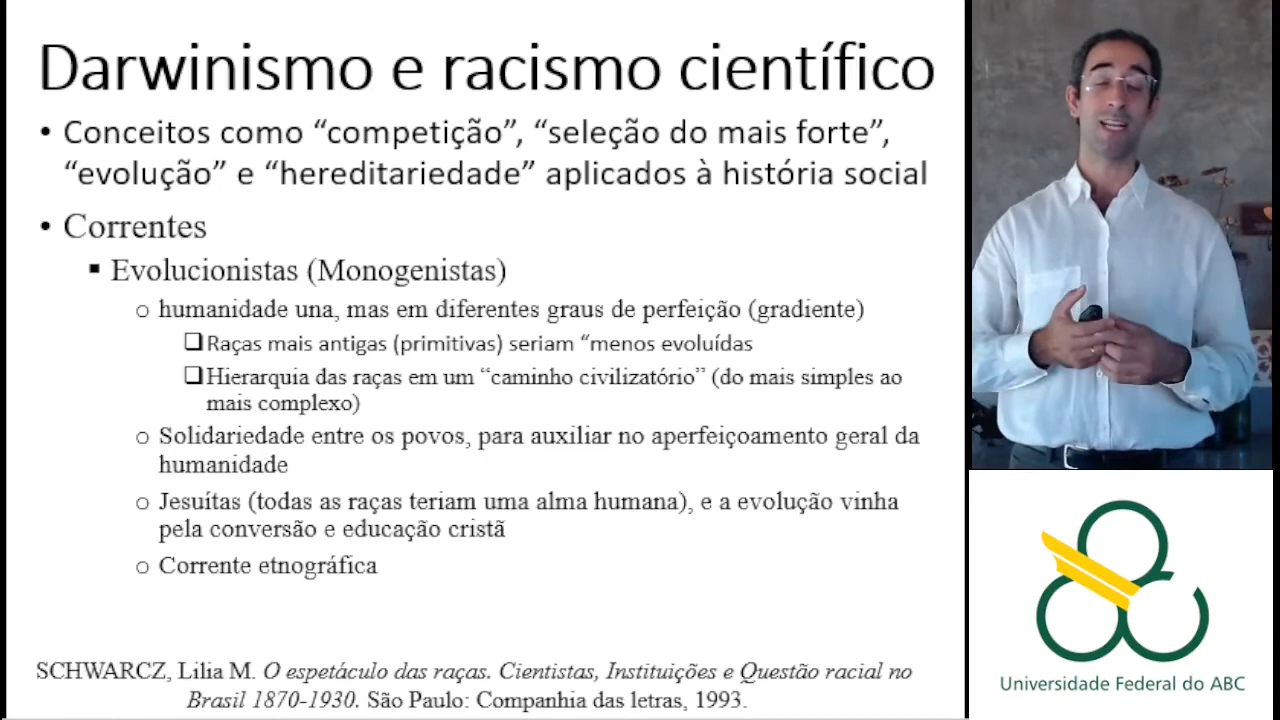 Darwinismo e racismo científico
• Conceitos como “competição”, “seleção do mais forte”,
“evolução” e “hereditariedade” aplicados à história social
• Correntes
▪ Evolucionistas (Monogenistas)
o humanidade una, mas em diferentes graus de perfeição (gradiente)
❑Raças mais antigas (primitivas) seriam “menos evoluídas
❑Hierarquia das raças em um “caminho civilizatório” (do mais simples ao
mais complexo)
o Solidariedade entre os povos, para auxiliar no aperfeiçoamento geral da
humanidade
o Jesuítas (todas as raças teriam uma alma humana), e a evolução vinha
pela conversão e educação cristã
o Corrente etnográfica
SCHWARCZ, Lilia M. O espetáculo das raças. Cientistas, Instituições e Questão racial no
Brasil 1870-1930. São Paulo: Companhia das letras, 1993.
Universidade Federal do ABC